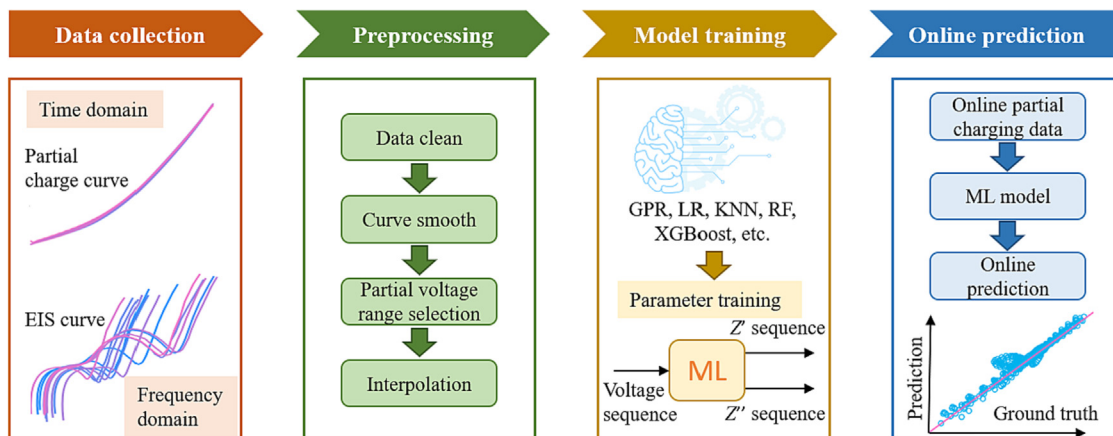 Data collection
Preprocessing
Model training
Online prediction
Time domain
Partial
charge curve
EIS curve
Frequency
domain
Data clean
Curve smooth
Partial voltage
range selection
Interpolation
GPR, LR, KNN, RF,
XGBoost, etc.
Parameter training
Z' sequence
ML
Voltage
sequence
Z'' sequence
Online partial
charging data
ML model
Online
prediction
Prediction
Ground truth